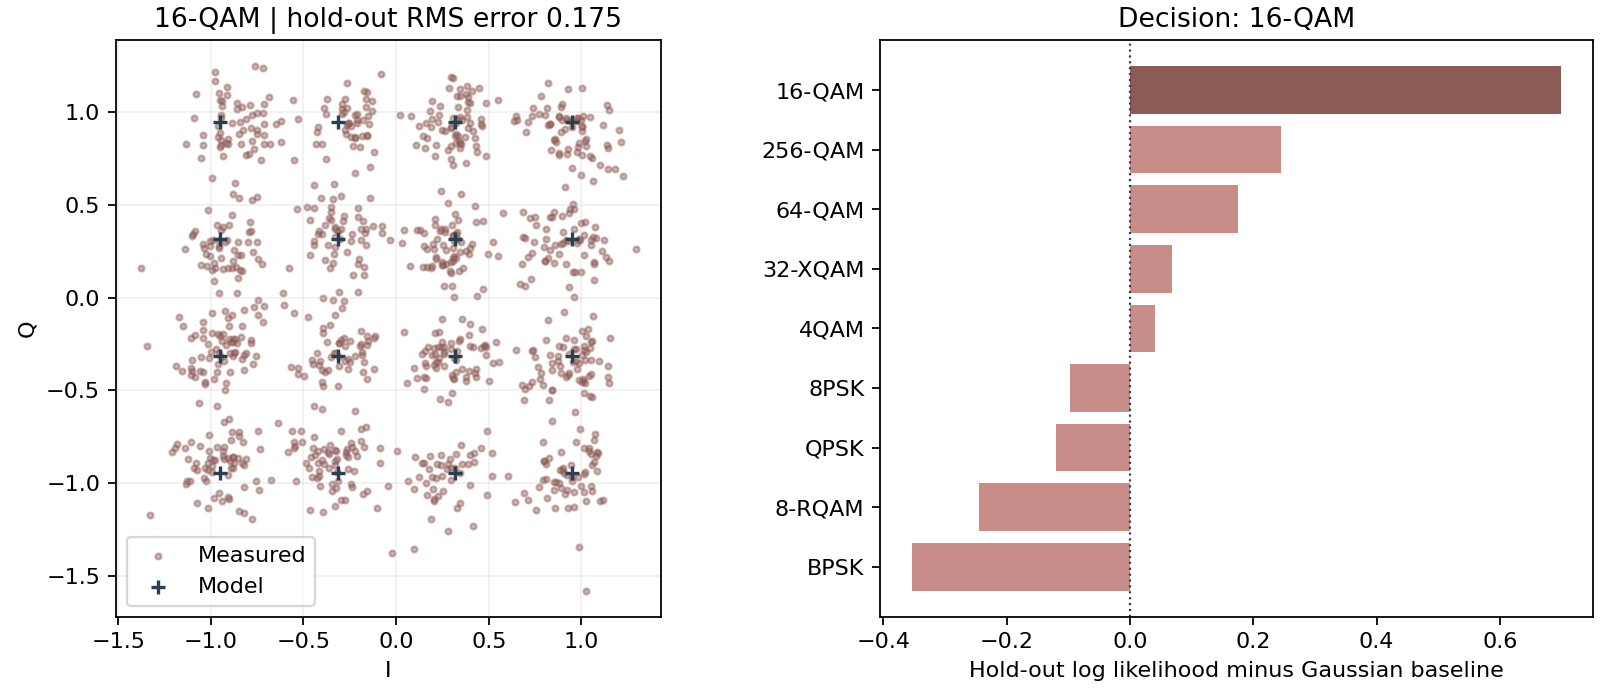 16-QAM | hold-out RMS error 0.175
Q
1.0
0.5
0.0
−0.5
−1.0
−1.5
Measured
Model
−1.5 −1.0 −0.5 0.0 0.5 1.0
I
Decision: 16-QAM
16-QAM
256-QAM
64-QAM
32-XQAM
4QAM
8PSK
QPSK
8-RQAM
BPSK
−0.4 −0.2 0.0 0.2 0.4 0.6
Hold-out log likelihood minus Gaussian baseline